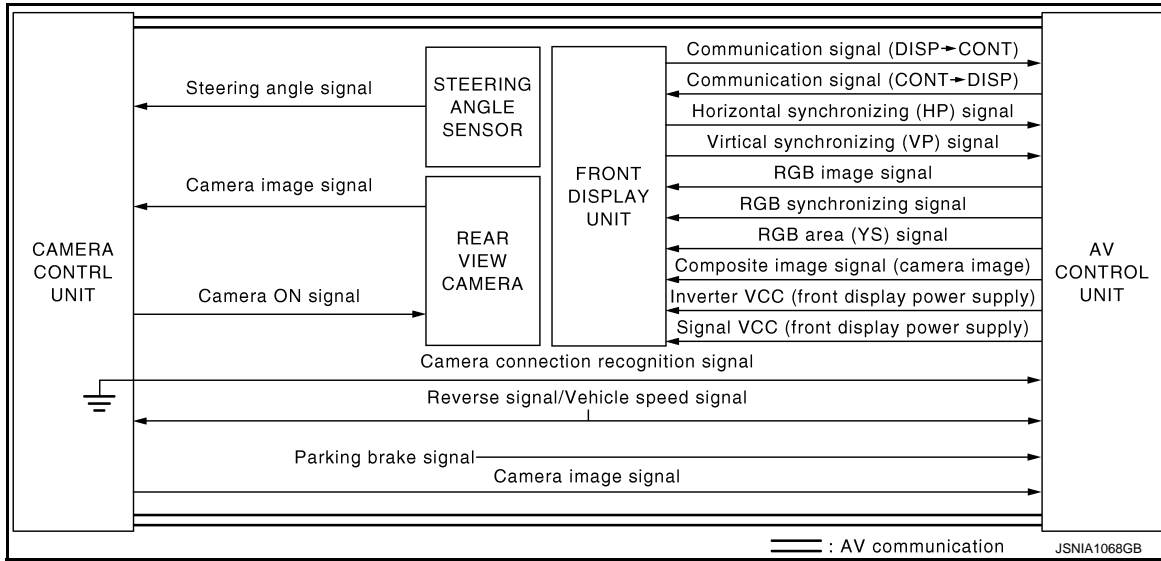 CAMERA
CONTRL
UNIT
Steering angle signal
Camera image signal
Camera ON signal
STEERING
ANGLE
SENSOR
REAR
VIEW
CAMERA
FRONT
DISPLAY
UNIT
Communication signal (DISP→CONT)
Communication signal (CONT→DISP)
Horizontal synchronizing (HP) signal
Virtical synchronizing (VP) signal
RGB image signal
RGB synchronizing signal
RGB area (YS) signal
Composite image signal (camera image)
Inverter VCC (front display power supply)
Signal VCC (front display power supply)
AV
CONTROL
UNIT
Camera connection recognition signal
Reverse signal/Vehicle speed signal
Parking brake signal
Camera image signal
: AV communication
JSNIA1068GB